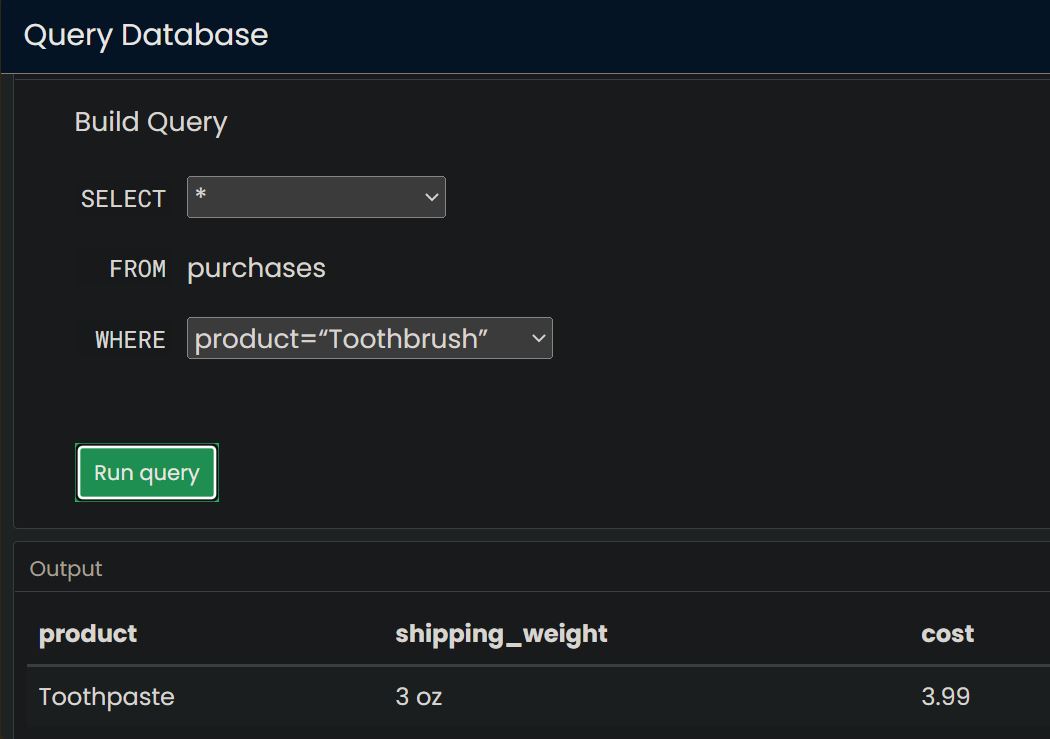 Query Database
Build Query
SELECT *
FROM purchases
WHERE product=“Toothbrush”
Run query
Output
product shipping_weight cost
Toothpaste 3 oz 3.99